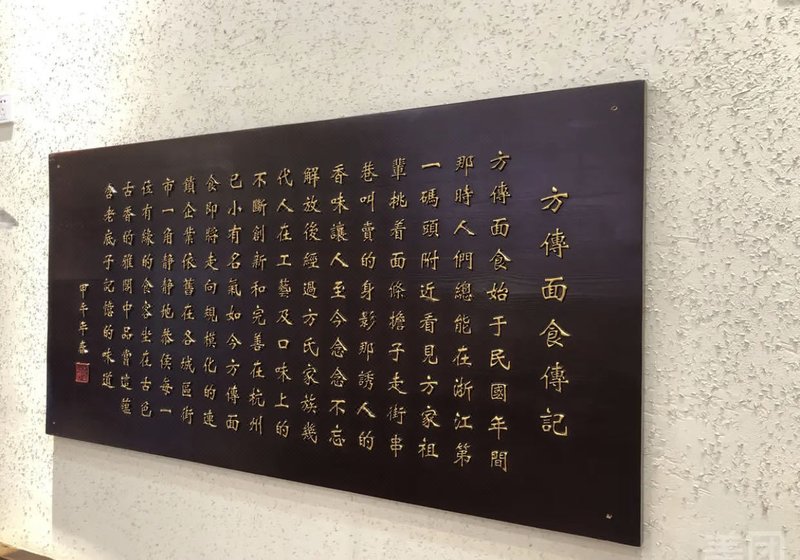 方傳面食傳記
方傳面食始于民國年間
那時人們總能在浙江第
一碼頭附近看見方家祖
輩挑着面條擔子走街串
巷叫賣的身影那誘人的
香味讓人至今念念不忘
解放後經過方氏家族幾
代人在工藝及口味上的
不斷創新和完善在杭州
已小有名氣如今方傳面
食即將走向規模化的連
鎖企業依舊在各城區街
市一角靜靜地恭候每一
位有緣的食客坐在古色
古香的雅閣中品嘗這蘊
含老底子記憶的味道
甲午年春
美团